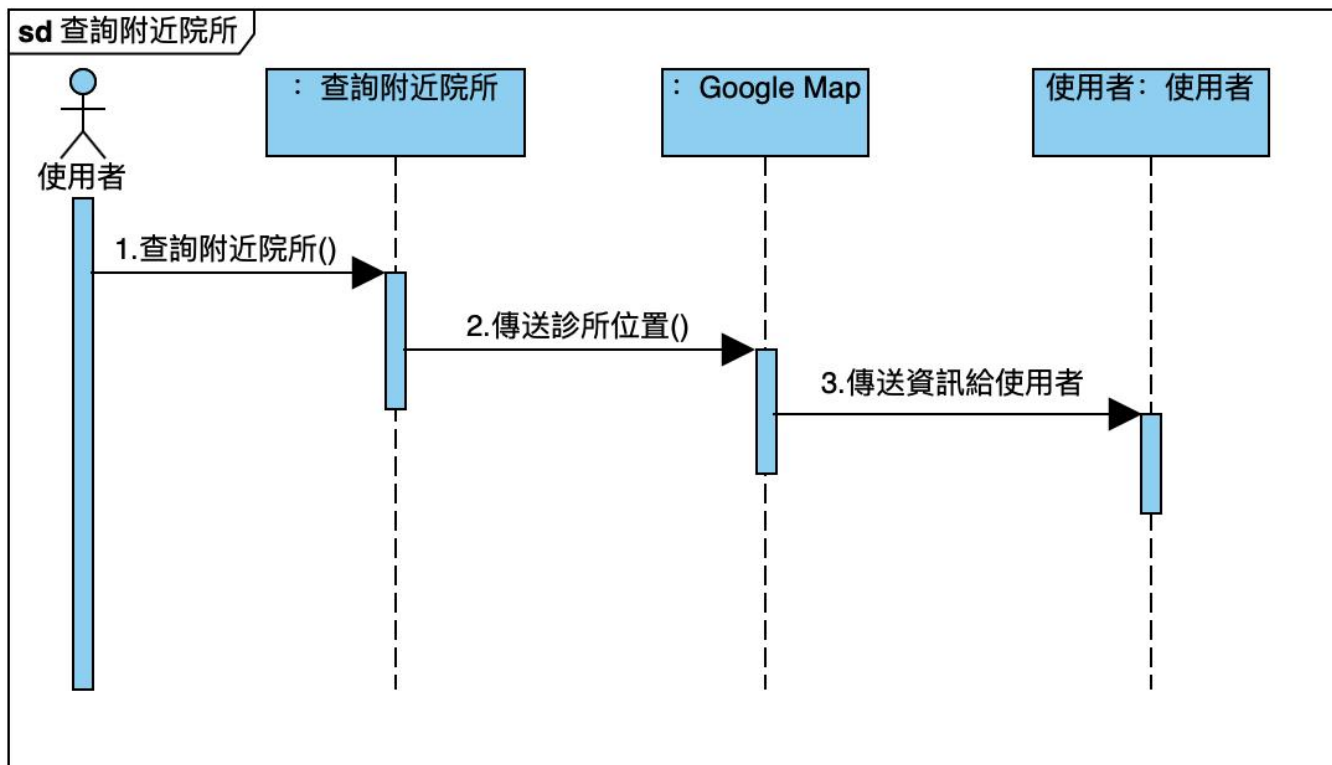 sd 查詢附近院所
： 查詢附近院所
： Google Map
使用者：使用者
使用者
1.查詢附近院所()
2.傳送診所位置()
3.傳送資訊給使用者